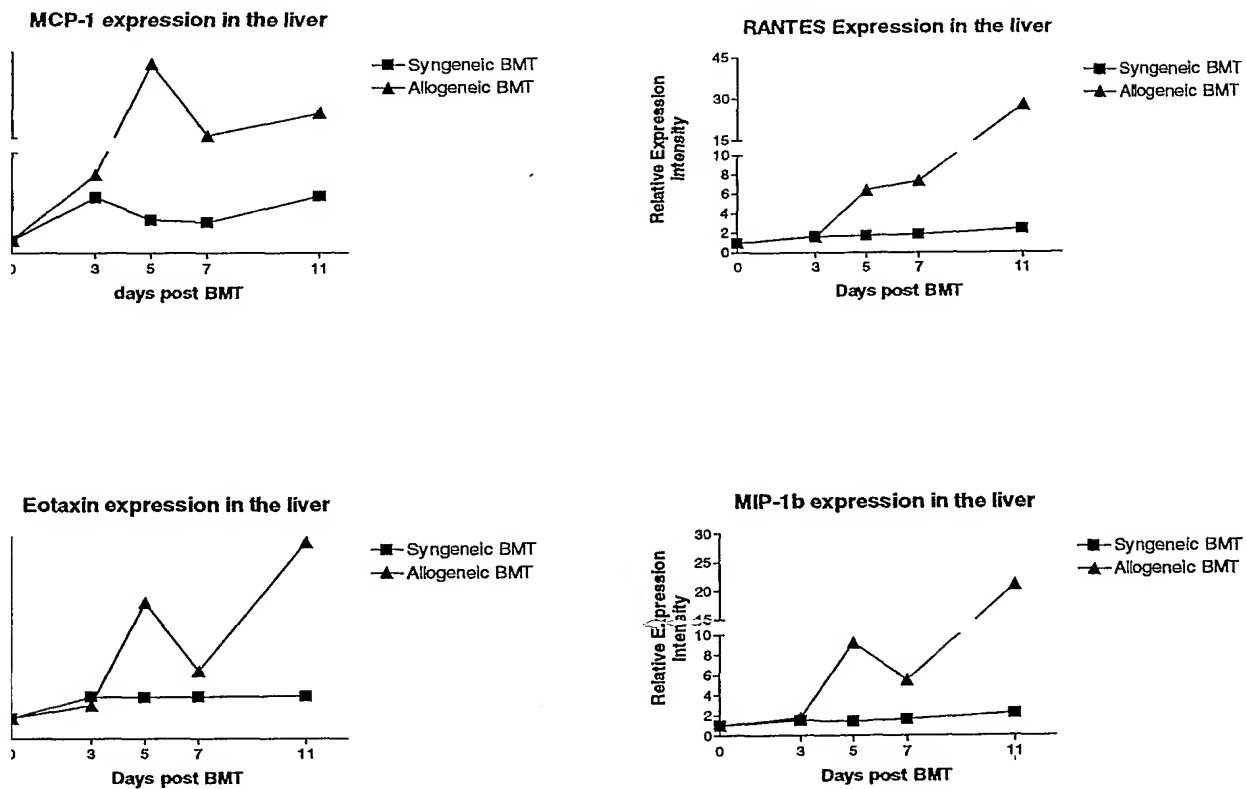 MCP-1 expression in the liver
Syngeneic BMT
Allogeneic BMT
3 5 7 11
days post BMT
RANTES Expression in the liver
Syngeneic BMT
Allogeneic BMT
Relative Expression
Intensity
45
30
15
10
8
6
4
2
0
0 3 5 7 11
Days post BMT
Eotaxin expression in the liver
Syngeneic BMT
Allogeneic BMT
0 3 5 7 11
Days post BMT
MIP-1b expression in the liver
Syngeneic BMT
Allogeneic BMT
Relative Expression
Intensity
30
25
20
15
10
8
6
4
2
0
0 3 5 7 11
Days post BMT